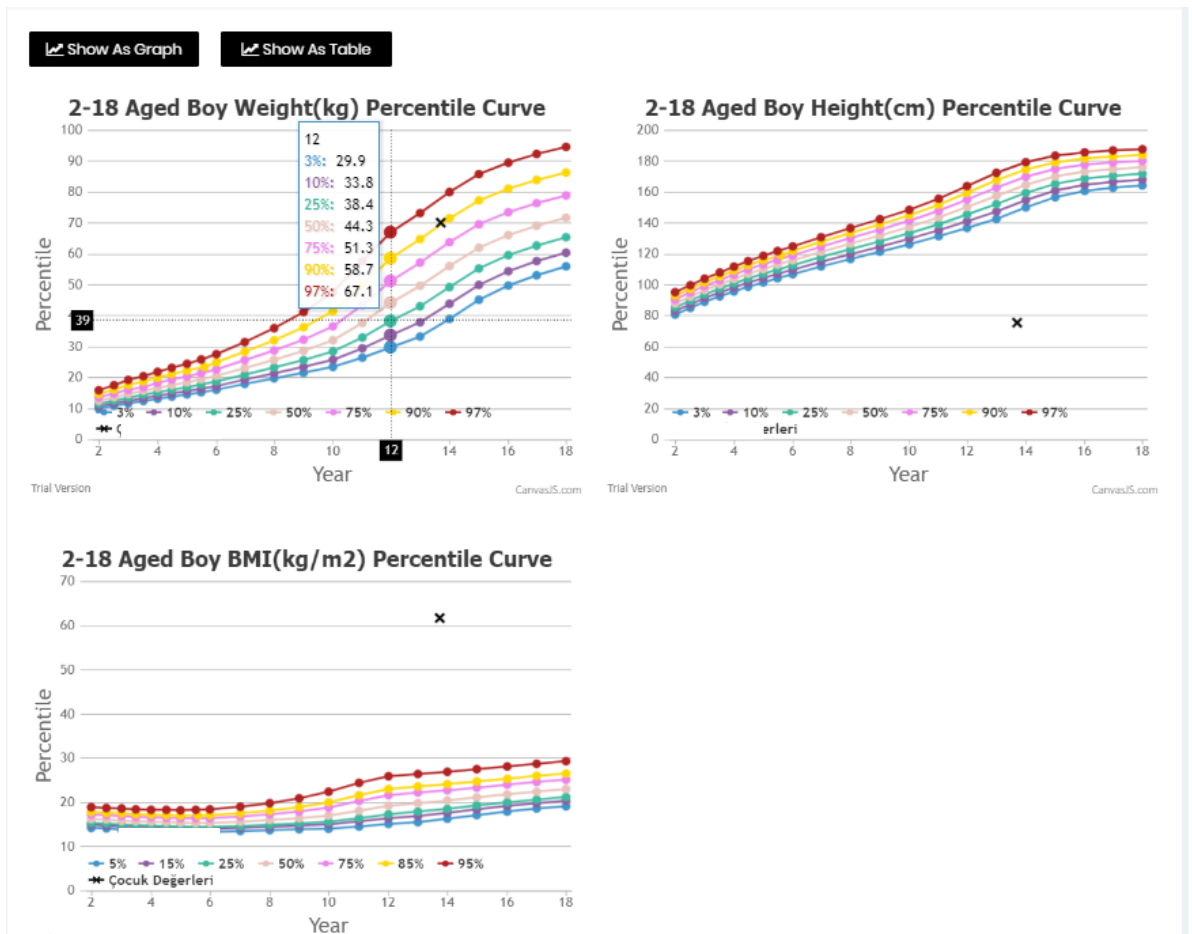 Show As Graph
Show As Table
2-18 Aged Boy Weight(kg) Percentile Curve
100
90
80
70
60
50
30
20
10
0
Percentile
39
12
3%: 29.9
10%: 33.8
25%: 38.4
50%: 44.3
75%: 51.3
90%: 58.7
97%: 67.1
3% 10% 25% 50% 75% 90% 97%
2 4 6 8 10 12 14 16 18
Year
Trial Version
CanvasJS.com
2-18 Aged Boy Height(cm) Percentile Curve
200
180
160
140
120
100
80
60
40
20
0
Percentile
3% 10% 25% 50% 75% 90% 97%
erleri
2 4 6 8 10 12 14 16 18
Year
Trial Version
CanvasJS.com
2-18 Aged Boy BMI(kg/m2) Percentile Curve
70
60
50
40
30
20
10
0
Percentile
5% 15% 25% 50% 75% 85% 95%
Çocuk Değerleri
2 4 6 8 10 12 14 16 18
Year